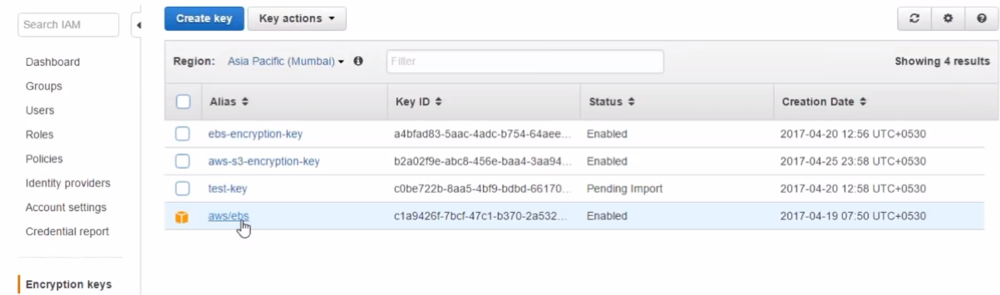 Search IAM
Create key Key actions
Dashboard
Groups
Users
Roles
Policies
Identity providers
Account settings
Credential report
Encryption keys
Region: Asia Pacific (Mumbai) Filter Showing 4 results
Alias Key ID Status Creation Date
ebs-encryption-key a4bfad83-5aac-4adc-b754-64aee... Enabled 2017-04-20 12:56 UTC+0530
aws-s3-encryption-key b2a02f9e-abc8-456e-baa4-3aa94... Enabled 2017-04-25 23:58 UTC+0530
test-key c0be722b-8aa5-4bf9-bdbd-66170... Pending Import 2017-04-20 12:58 UTC+0530
aws/ebs c1a9426f-7bcf-47c1-b370-2a532... Enabled 2017-04-19 07:50 UTC+0530